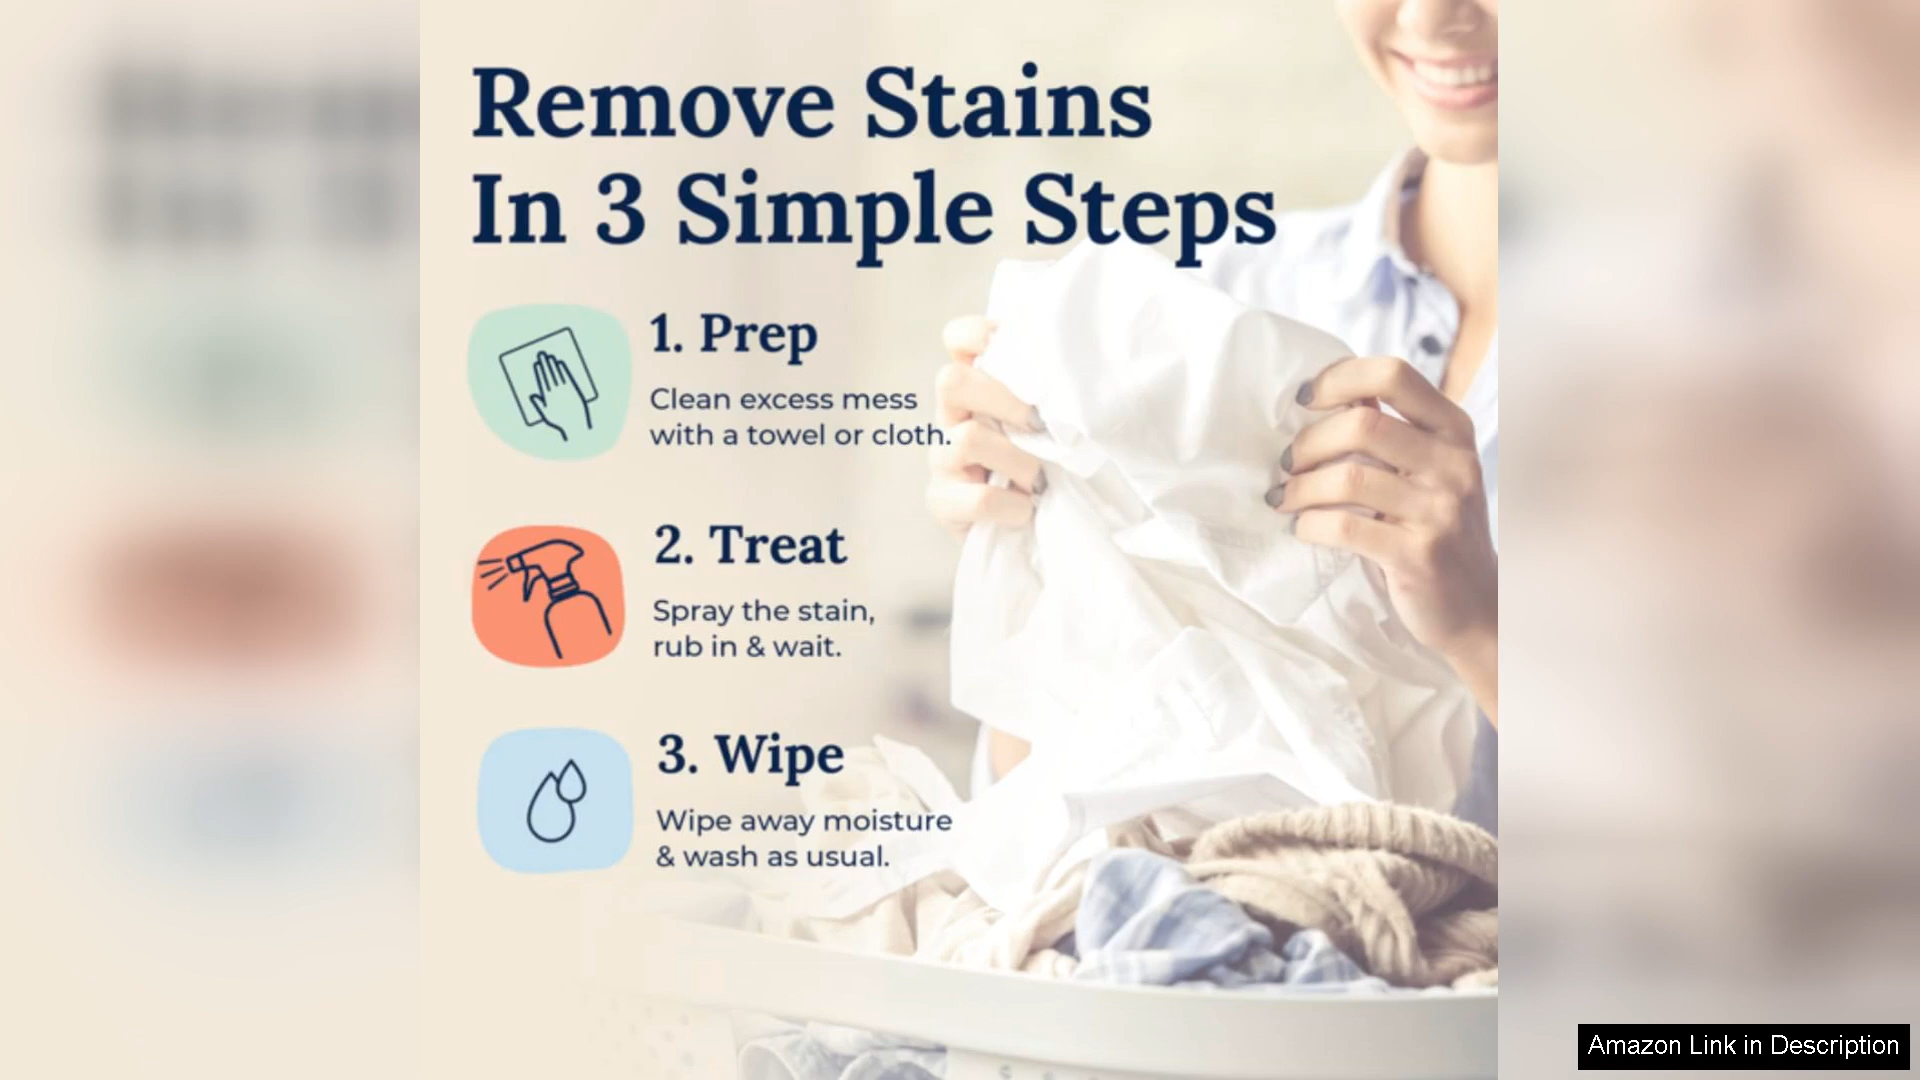 Remove Stains
In 3 Simple Steps
1. Prep
Clean excess mess
with a towel or cloth.
2. Treat
Spray the stain,
rub in & wait.
3. Wipe
Wipe away moisture
& wash as usual.
Amazon Link in Description